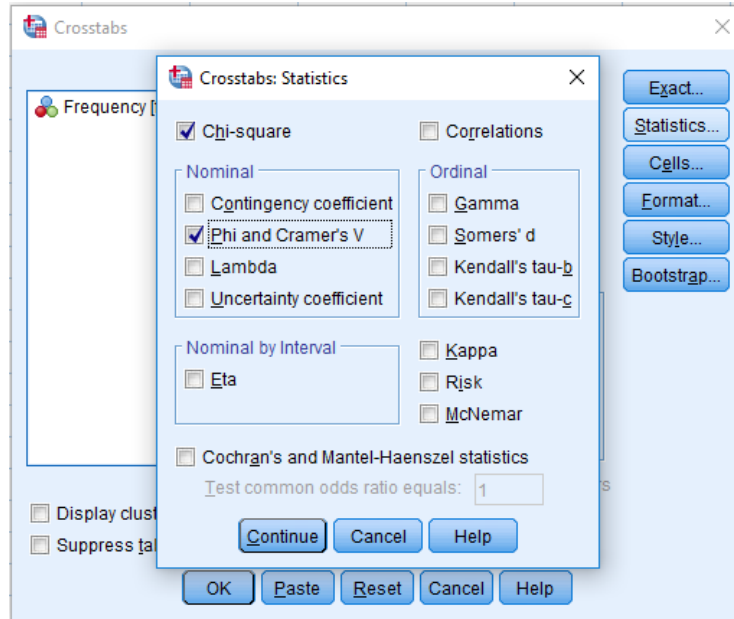 Crosstabs
Crosstabs: Statistics
Frequency [
Chi-square
Correlations
Nominal
Contingency coefficient
Phi and Cramer's V
Lambda
Uncertainty coefficient
Ordinal
Gamma
Somers' d
Kendall's tau-b
Kendall's tau-c
Nominal by Interval
Eta
Kappa
Risk
McNemar
Cochran's and Mantel-Haenszel statistics
Test common odds ratio equals: 1
Continue Cancel Help
Exact...
Statistics...
Cells...
Format...
Style...
Bootstrap...
Display clust
Suppress tal
OK Paste Reset Cancel Help